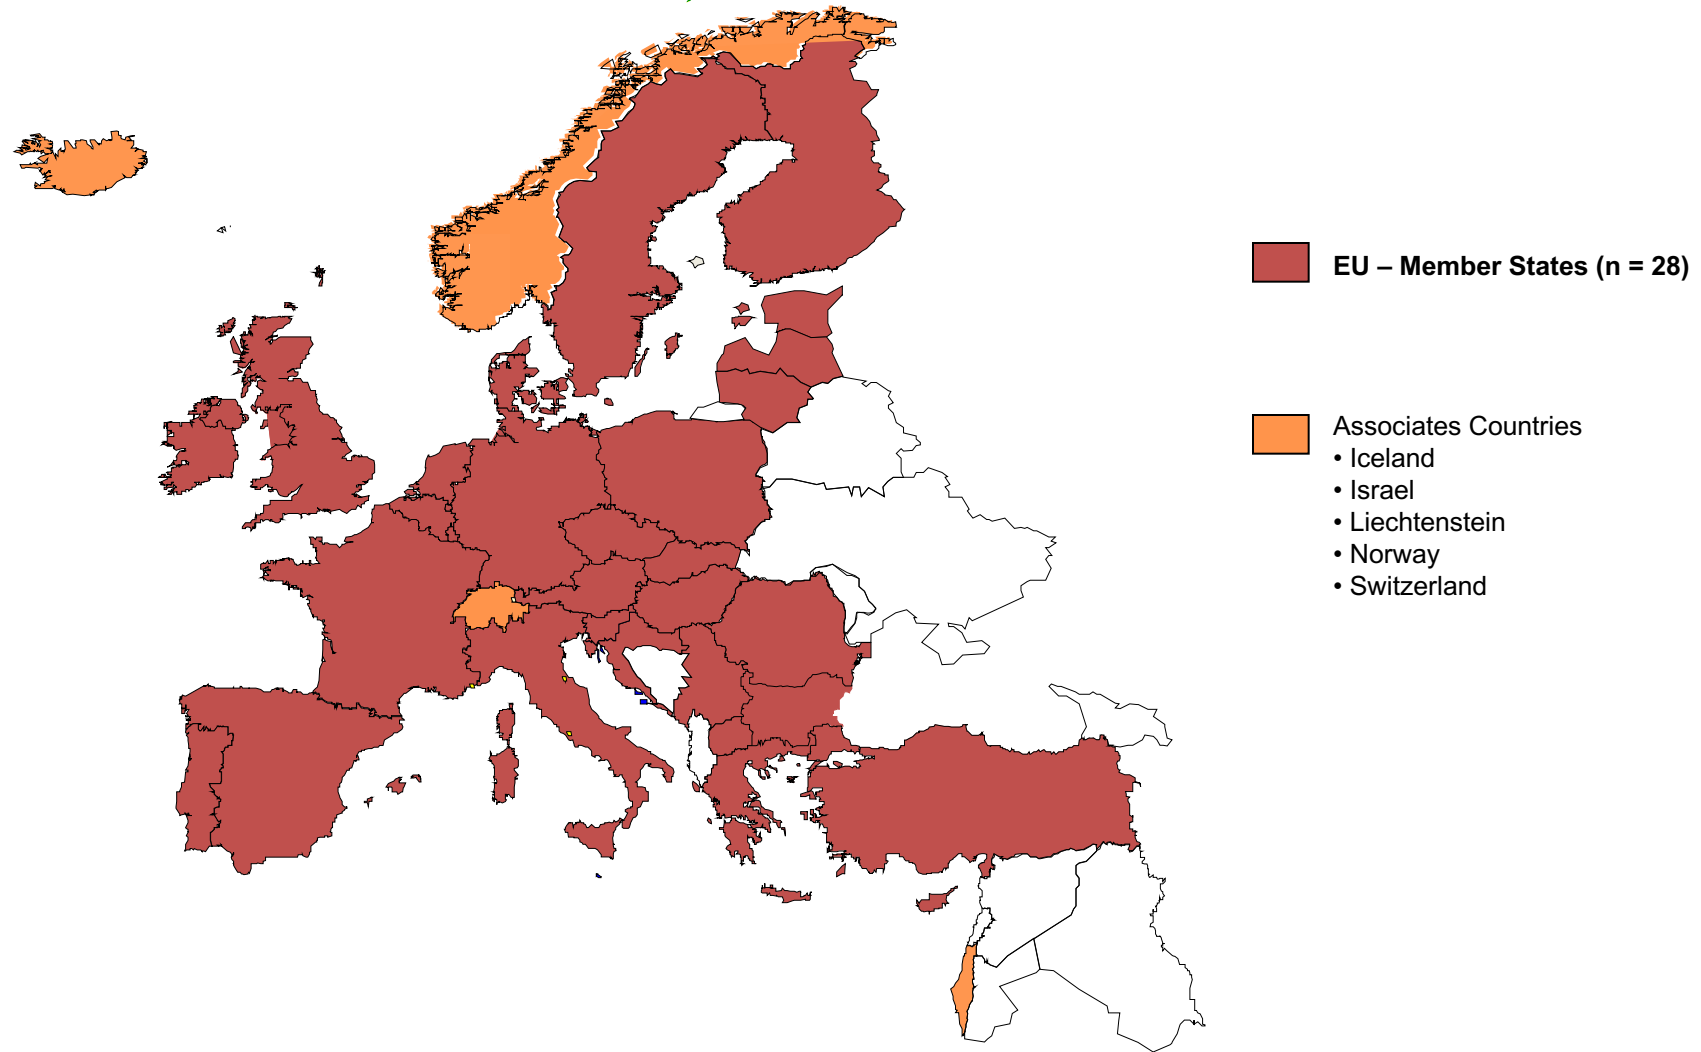 EU – Member States (n = 28)
Associates Countries
• Iceland
• Israel
• Liechtenstein
• Norway
• Switzerland